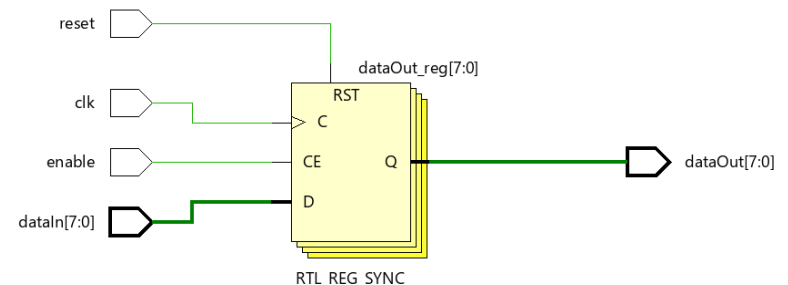 reset
dataOut_reg[7:0]
RST
clk
C
enable
CE
Q
dataOut[7:0]
D
dataIn[7:0]
RTL_REG_SYNC